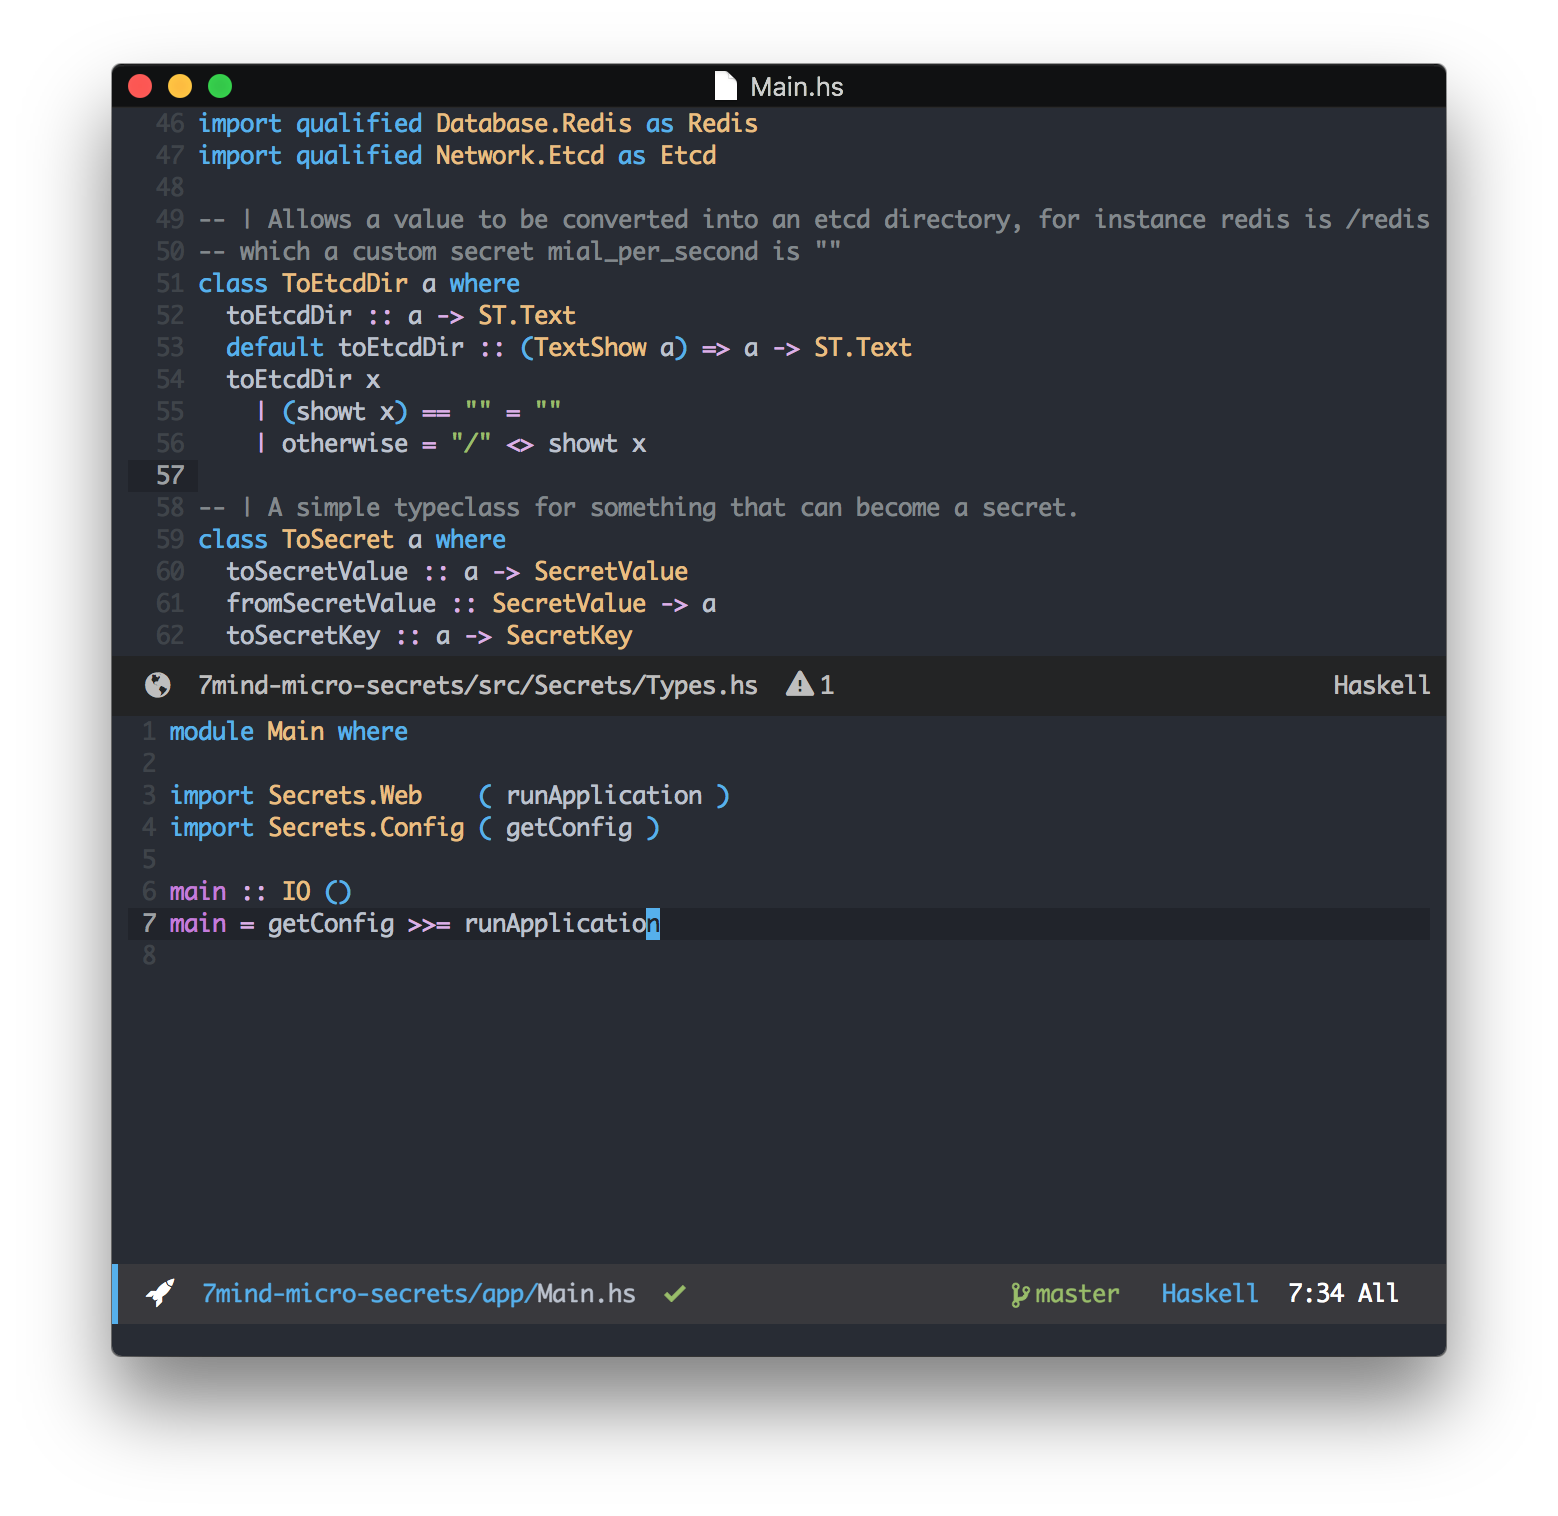 Main.hs
46 import qualified Database.Redis as Redis
47 import qualified Network.Etcd as Etcd
48
49 -- | Allows a value to be converted into an etcd directory, for instance redis is /redis
50 -- which a custom secret mial_per_second is ""
51 class ToEtcdDir a where
52   toEtcdDir :: a -> ST.Text
53   default toEtcdDir :: (TextShow a) => a -> ST.Text
54   toEtcdDir x
55     | (showt x) == "" = ""
56     | otherwise = "/" <> showt x
57
58 -- | A simple typeclass for something that can become a secret.
59 class ToSecret a where
60   toSecretValue :: a -> SecretValue
61   fromSecretValue :: SecretValue -> a
62   toSecretKey :: a -> SecretKey
7mind-micro-secrets/src/Secrets/Types.hs 1 Haskell
1 module Main where
2
3 import Secrets.Web    ( runApplication )
4 import Secrets.Config ( getConfig )
5
6 main :: IO ()
7 main = getConfig >>= runApplication
8
7mind-micro-secrets/app/Main.hs ✓ master Haskell 7:34 All